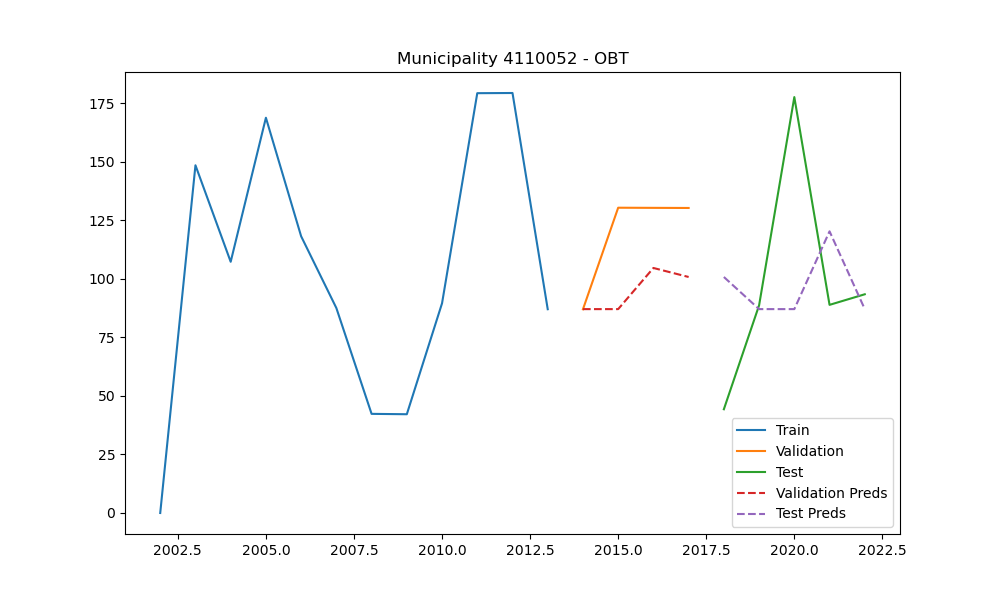 Municipality 4110052 - OBT
175
150
125
100
75
50
25
0
2002.5 2005.0 2007.5 2010.0 2012.5 2015.0 2017.5 2020.0 2022.5
Train
Validation
Test
Validation Preds
Test Preds